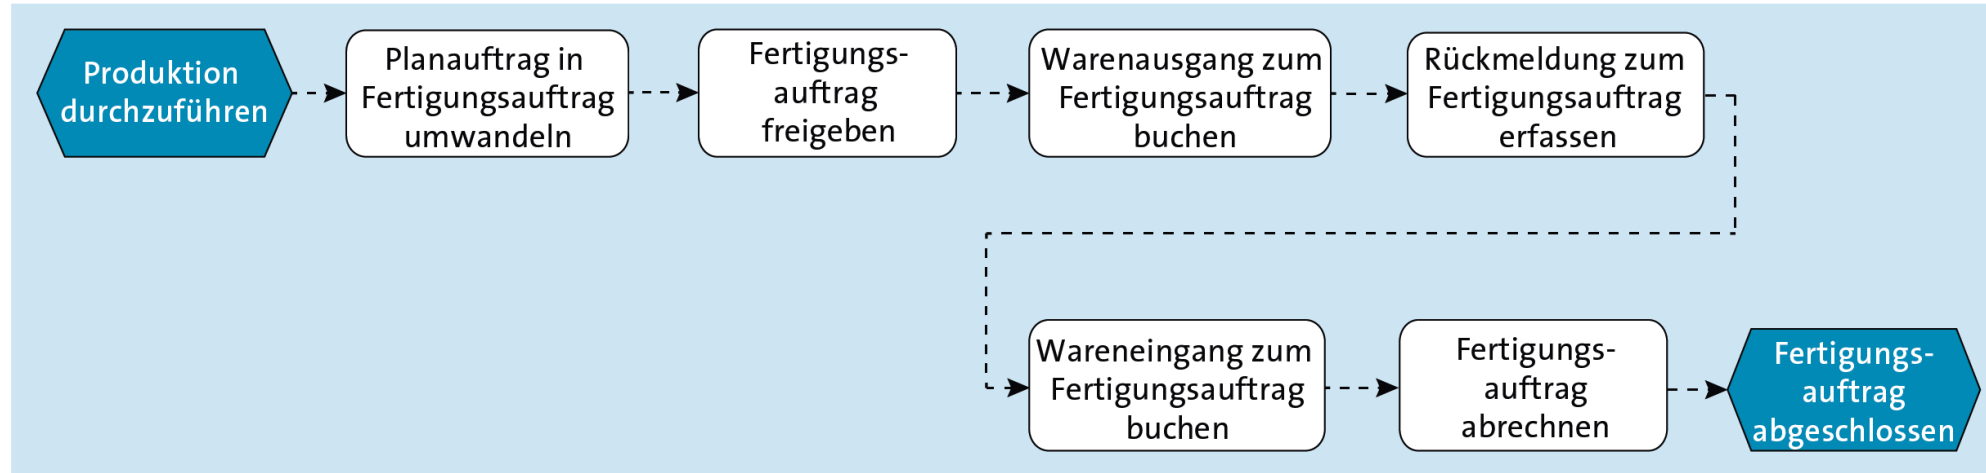 Produktion
durchzuführen
Planauftrag in
Fertigungsauftrag
umwandeln
Fertigungs-
auftrag
freigeben
Warenausgang zum
Fertigungsauftrag
buchen
Rückmeldung zum
Fertigungsauftrag
erfassen
Wareneingang zum
Fertigungsauftrag
buchen
Fertigungs-
auftrag
abrechnen
Fertigungs-
auftrag
abgeschlossen